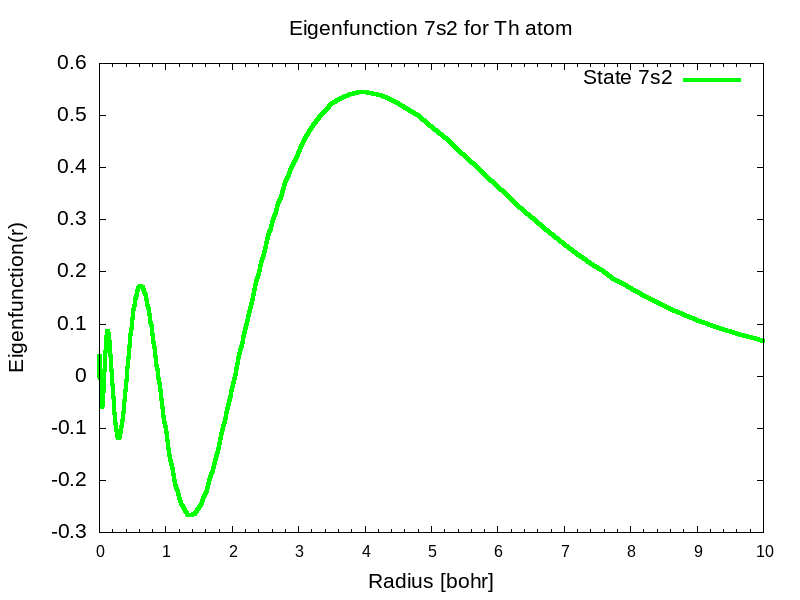 Eigenfunction 7s2 for Th atom
State 7s2
0.6
0.5
0.4
0.3
0.2
0.1
0
-0.1
-0.2
-0.3
Eigenfunction(r)
0 1 2 3 4 5 6 7 8 9 10
Radius [bohr]